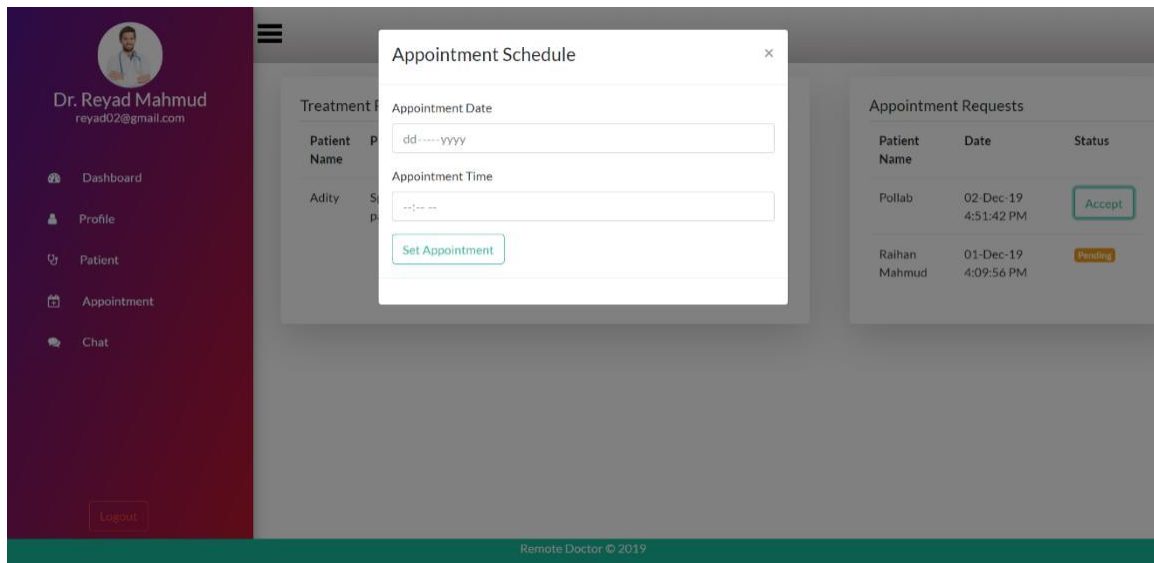 Dr. Reyad Mahmud
reyad02@gmail.com
Dashboard
Profile
Patient
Appointment
Chat
Logout
Appointment Schedule
×
Appointment Date
dd-----yyyy
Appointment Time
--:-- --
Set Appointment
Treatment
Patient
Name
Adity
Appointment Requests
Patient Name Date Status
Pollab 02-Dec-19 4:51:42 PM Accept
Raihan Mahmud 01-Dec-19 4:09:56 PM Pending
Remote Doctor © 2019